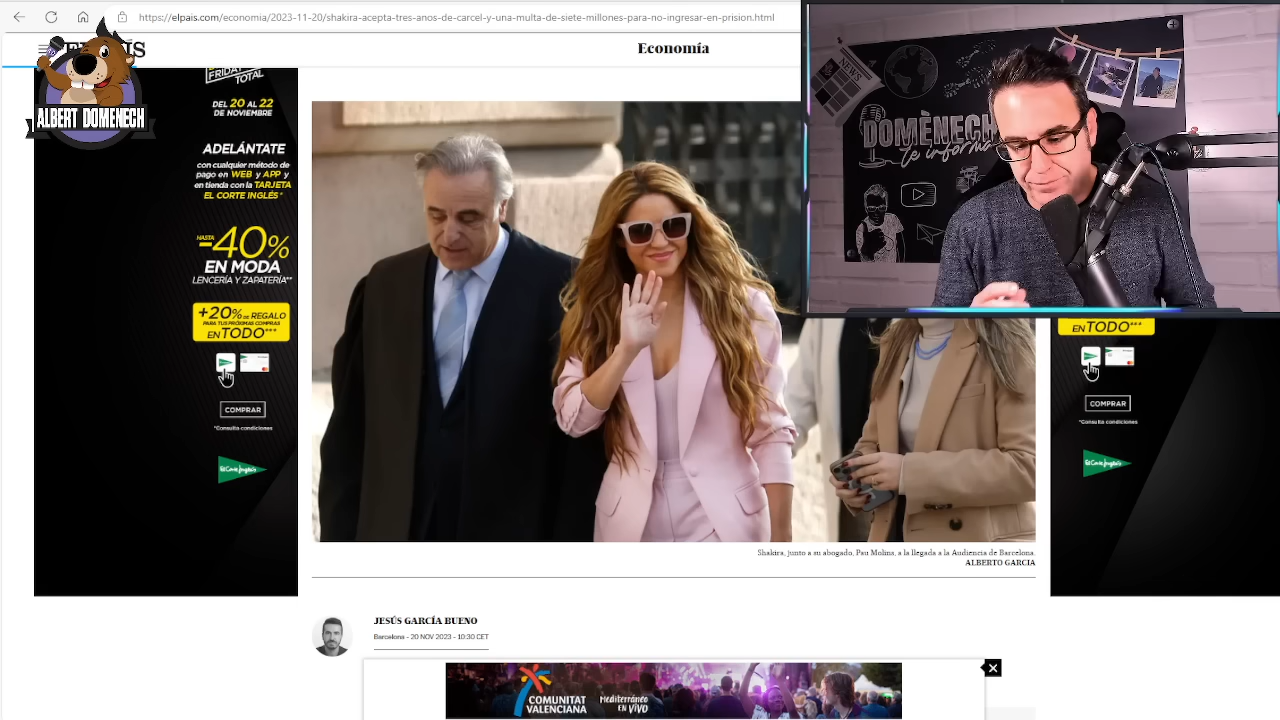 https://elpais.com/economia/2023-11-20/shakira-acepta-tres-anos-de-carcel-y-una-multa-de-siete-millones-para-no-ingresar-en-prision.html
Economía
ALBERT DOMENECH
FRIDAY
TOTAL
DEL 20 AL 22
DE NOVIEMBRE
ADELÁNTATE
con cualquier método de
pago en WEB y APP y
en tienda con la TARJETA
EL CORTE INGLÉS*
HASTA
-40%
EN MODA
LENCERÍA Y ZAPATERÍA**
+20% DE REGALO
PARA TUS PRÓXIMAS COMPRAS
EN TODO***
COMPRAR
*Consulta condiciones
El Corte Inglés
NEWS
DOMÈNECH
te informa
EN TODO***
COMPRAR
*Consulta condiciones
El Corte Inglés
Shakira, junto a su abogado, Pau Molins, a la llegada a la Audiencia de Barcelona.
ALBERTO GARCIA
JESÚS GARCÍA BUENO
Barcelona - 20 NOV 2023 - 10:30 CET
COMUNITAT
VALENCIANA
Mediterráneo
EN VIVO